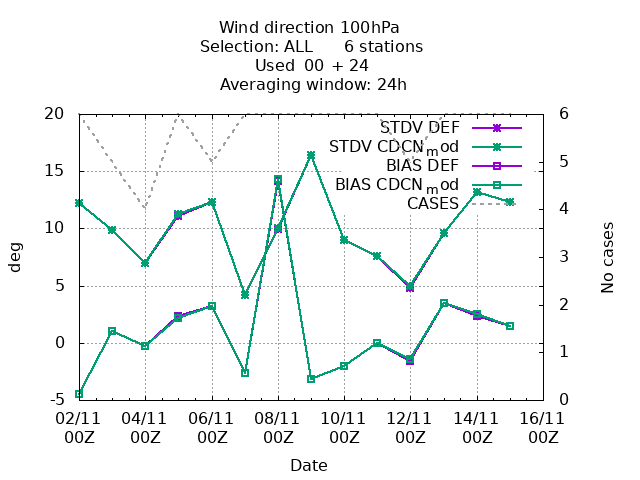 Wind direction 100hPa
Selection: ALL 6 stations
Used 00 + 24
Averaging window: 24h
20
15
10
5
0
-5
deg
6
5
4
3
2
1
0
No cases
STDV DEF
STDV CDCN_mod
BIAS DEF
BIAS CDCN_mod
CASES
02/11 04/11 06/11 08/11 10/11 12/11 14/11 16/11
00Z 00Z 00Z 00Z 00Z 00Z 00Z 00Z
Date